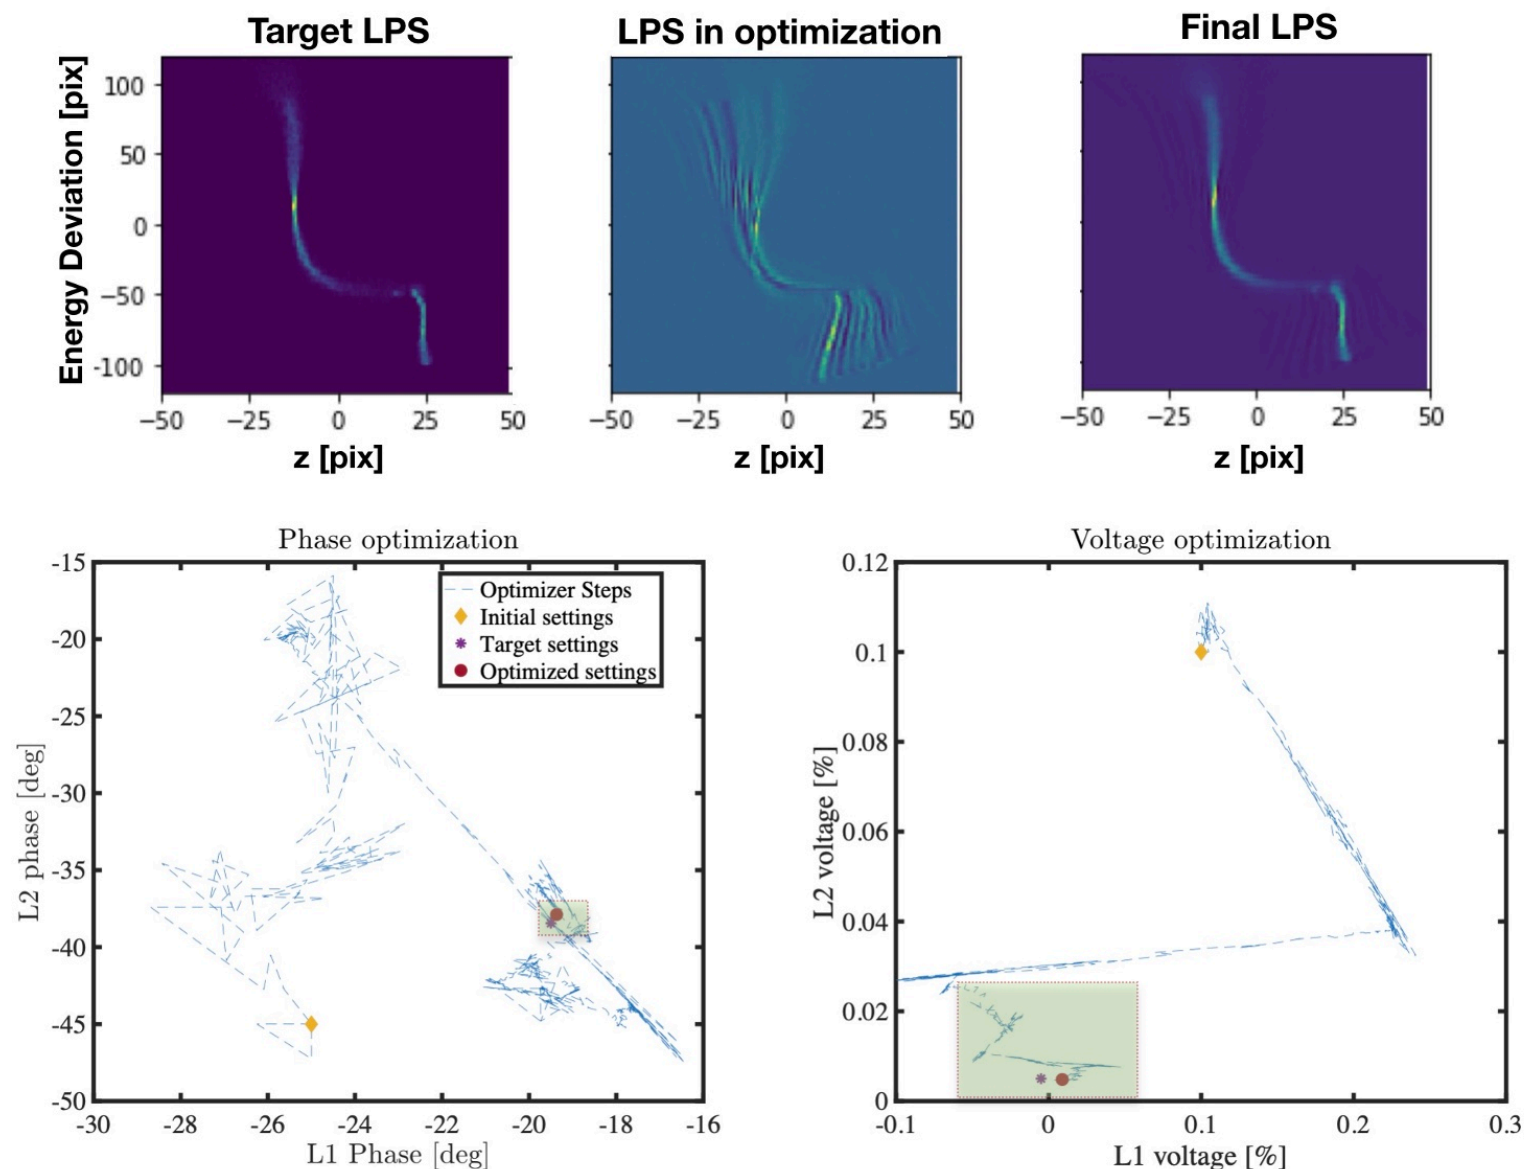 Target LPS
LPS in optimization
Final LPS
Energy Deviation [pix]
100
50
0
−50
-100
−50
−25
0
25
50
−50
−25
0
25
50
−50
−25
0
25
50
z [pix]
z [pix]
z [pix]
Phase optimization
-15
-20
-25
-30
-35
-40
-45
-50
L2 phase [deg]
Optimizer Steps
Initial settings
Target settings
Optimized settings
-30
-28
-26
-24
-22
-20
-18
-16
L1 Phase [deg]
Voltage optimization
0.12
0.1
0.08
0.06
0.04
0.02
0
L2 voltage [%]
-0.1
0
0.1
0.2
0.3
L1 voltage [%]